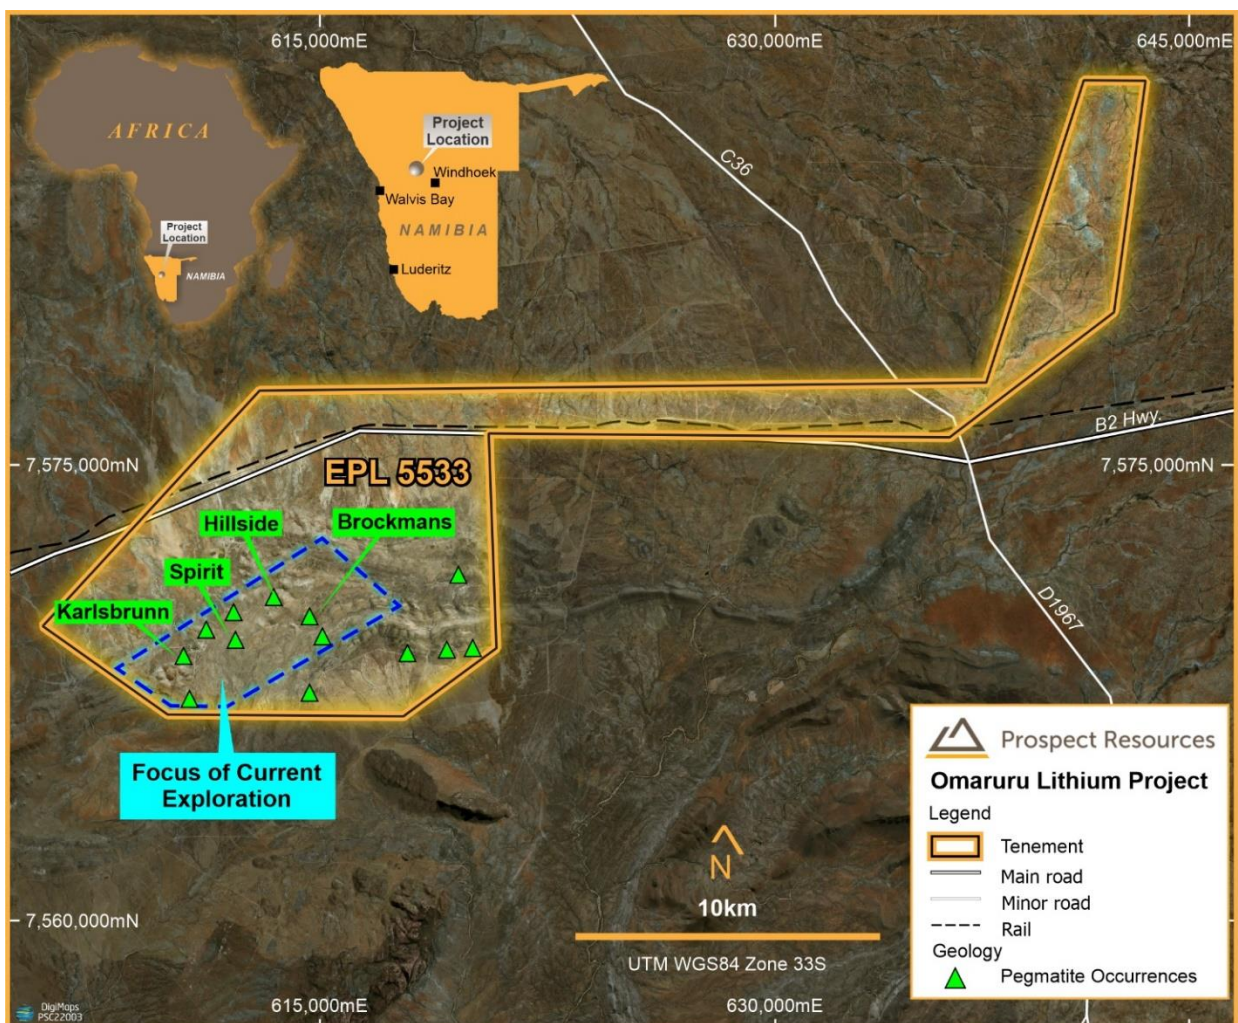 615,000mE
630,000mE
645,000mE
AFRICA
Project
Location
NAMIBIA
Project
Location
Windhoek
Walvis Bay
NAMIBIA
Luderitz
C36
B2 Hwy.
7,575,000mN
7,575,000mN
EPL 5533
Hillside
Brockmans
Spirit
Karlsbrunn
D1967
Focus of Current
Exploration
Prospect Resources
Omaruru Lithium Project
Legend
Tenement
Main road
Minor road
Rail
Geology
Pegmatite Occurrences
N
10km
UTM WGS84 Zone 33S
7,560,000mN
DigiMaps
PSC22003
615,000mE
630,000mE